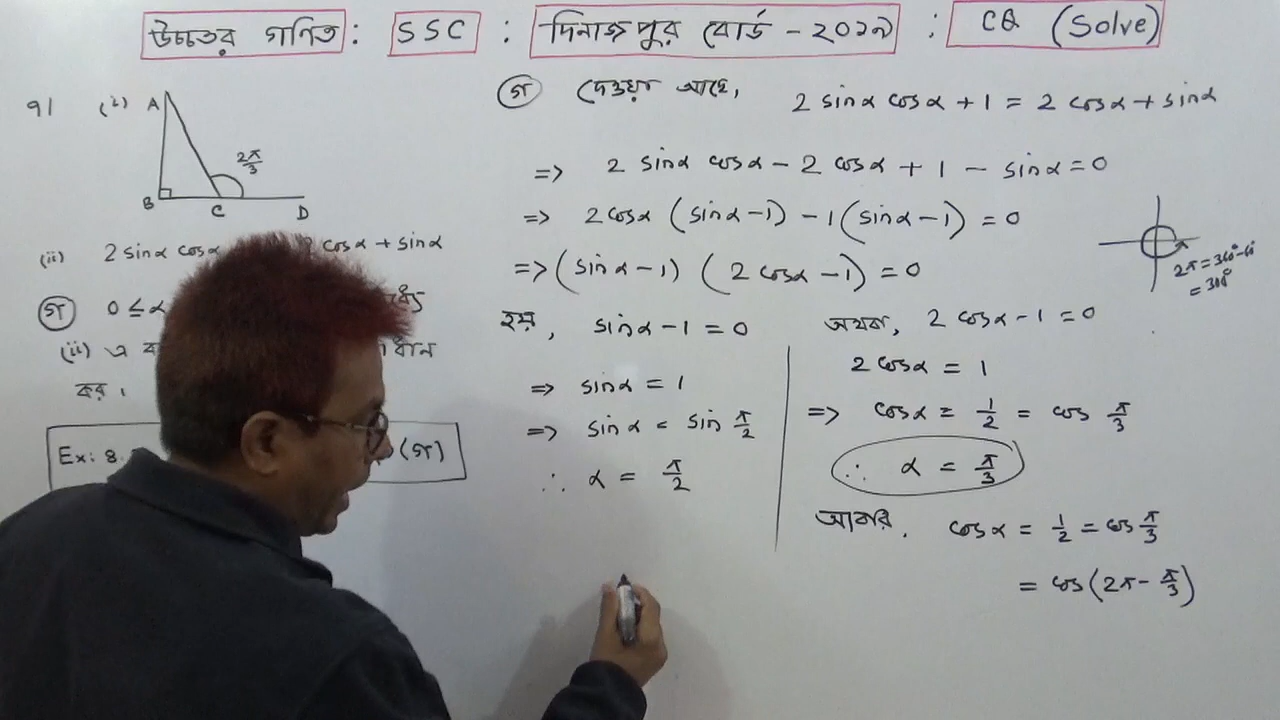 উচ্চতর গনিত : SSC : দিনাজপুর বোর্ড - ২০১৯ : CQ (Solve)
৭। (i) A
2π/3
B C D
(ii) 2 sinα cosα cosα + sinα
গ 0 ≤ α
(ii) এ
কর ।
Ex: 8. (গ)
গ দেওয়া আছে, 2 sinα cosα + 1 = 2 cosα + sinα
=> 2 sinα cosα - 2 cosα + 1 - sinα = 0
=> 2cosα (sinα-1) - 1(sinα-1) = 0
=> (sinα-1) (2cosα-1) = 0
2π = 360°-60°
= 300°
হয়, sinα-1 = 0
=> sinα = 1
=> sinα = sin π/2
∴ α = π/2
অথবা, 2 cosα-1 = 0
2 cosα = 1
=> cosα = 1/2 = cos π/3
∴ α = π/3
আবার, cosα = 1/2 = cos π/3
= cos(2π - π/3)